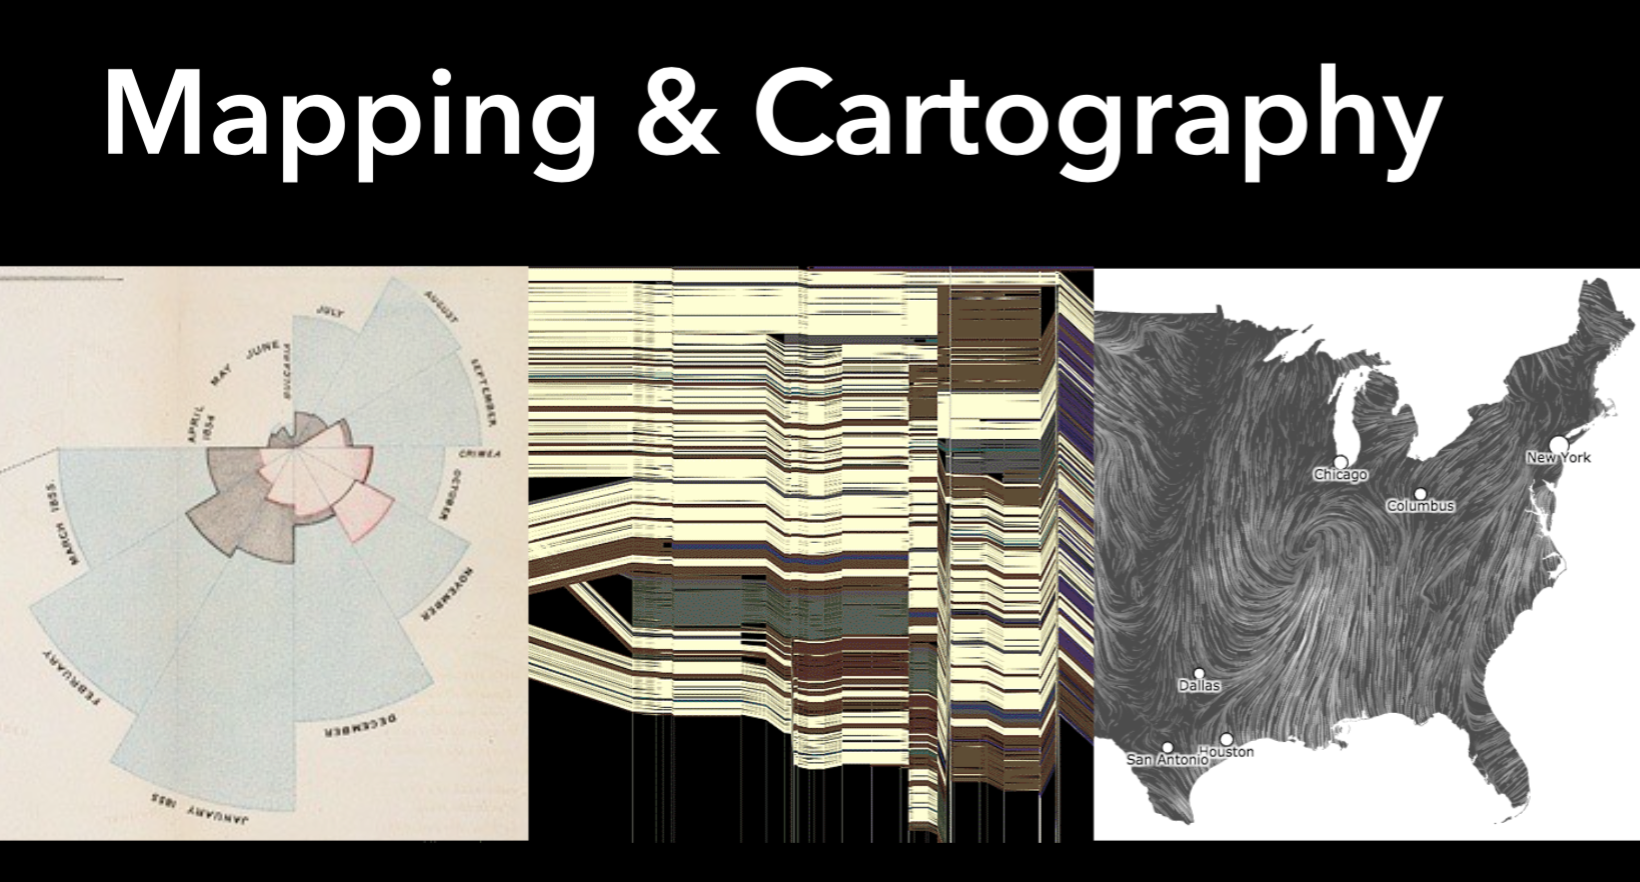 Mapping & Cartography
JULY
AUGUST
SEPTEMBER
JUNE
MAY
BULGARIA
APRIL
1854
CRIMEA
OCTOBER
NOVEMBER
DECEMBER
JANUARY 1855
FEBRUARY
MARCH 1855
Chicago
New York
Columbus
Dallas
San Antonio
Houston